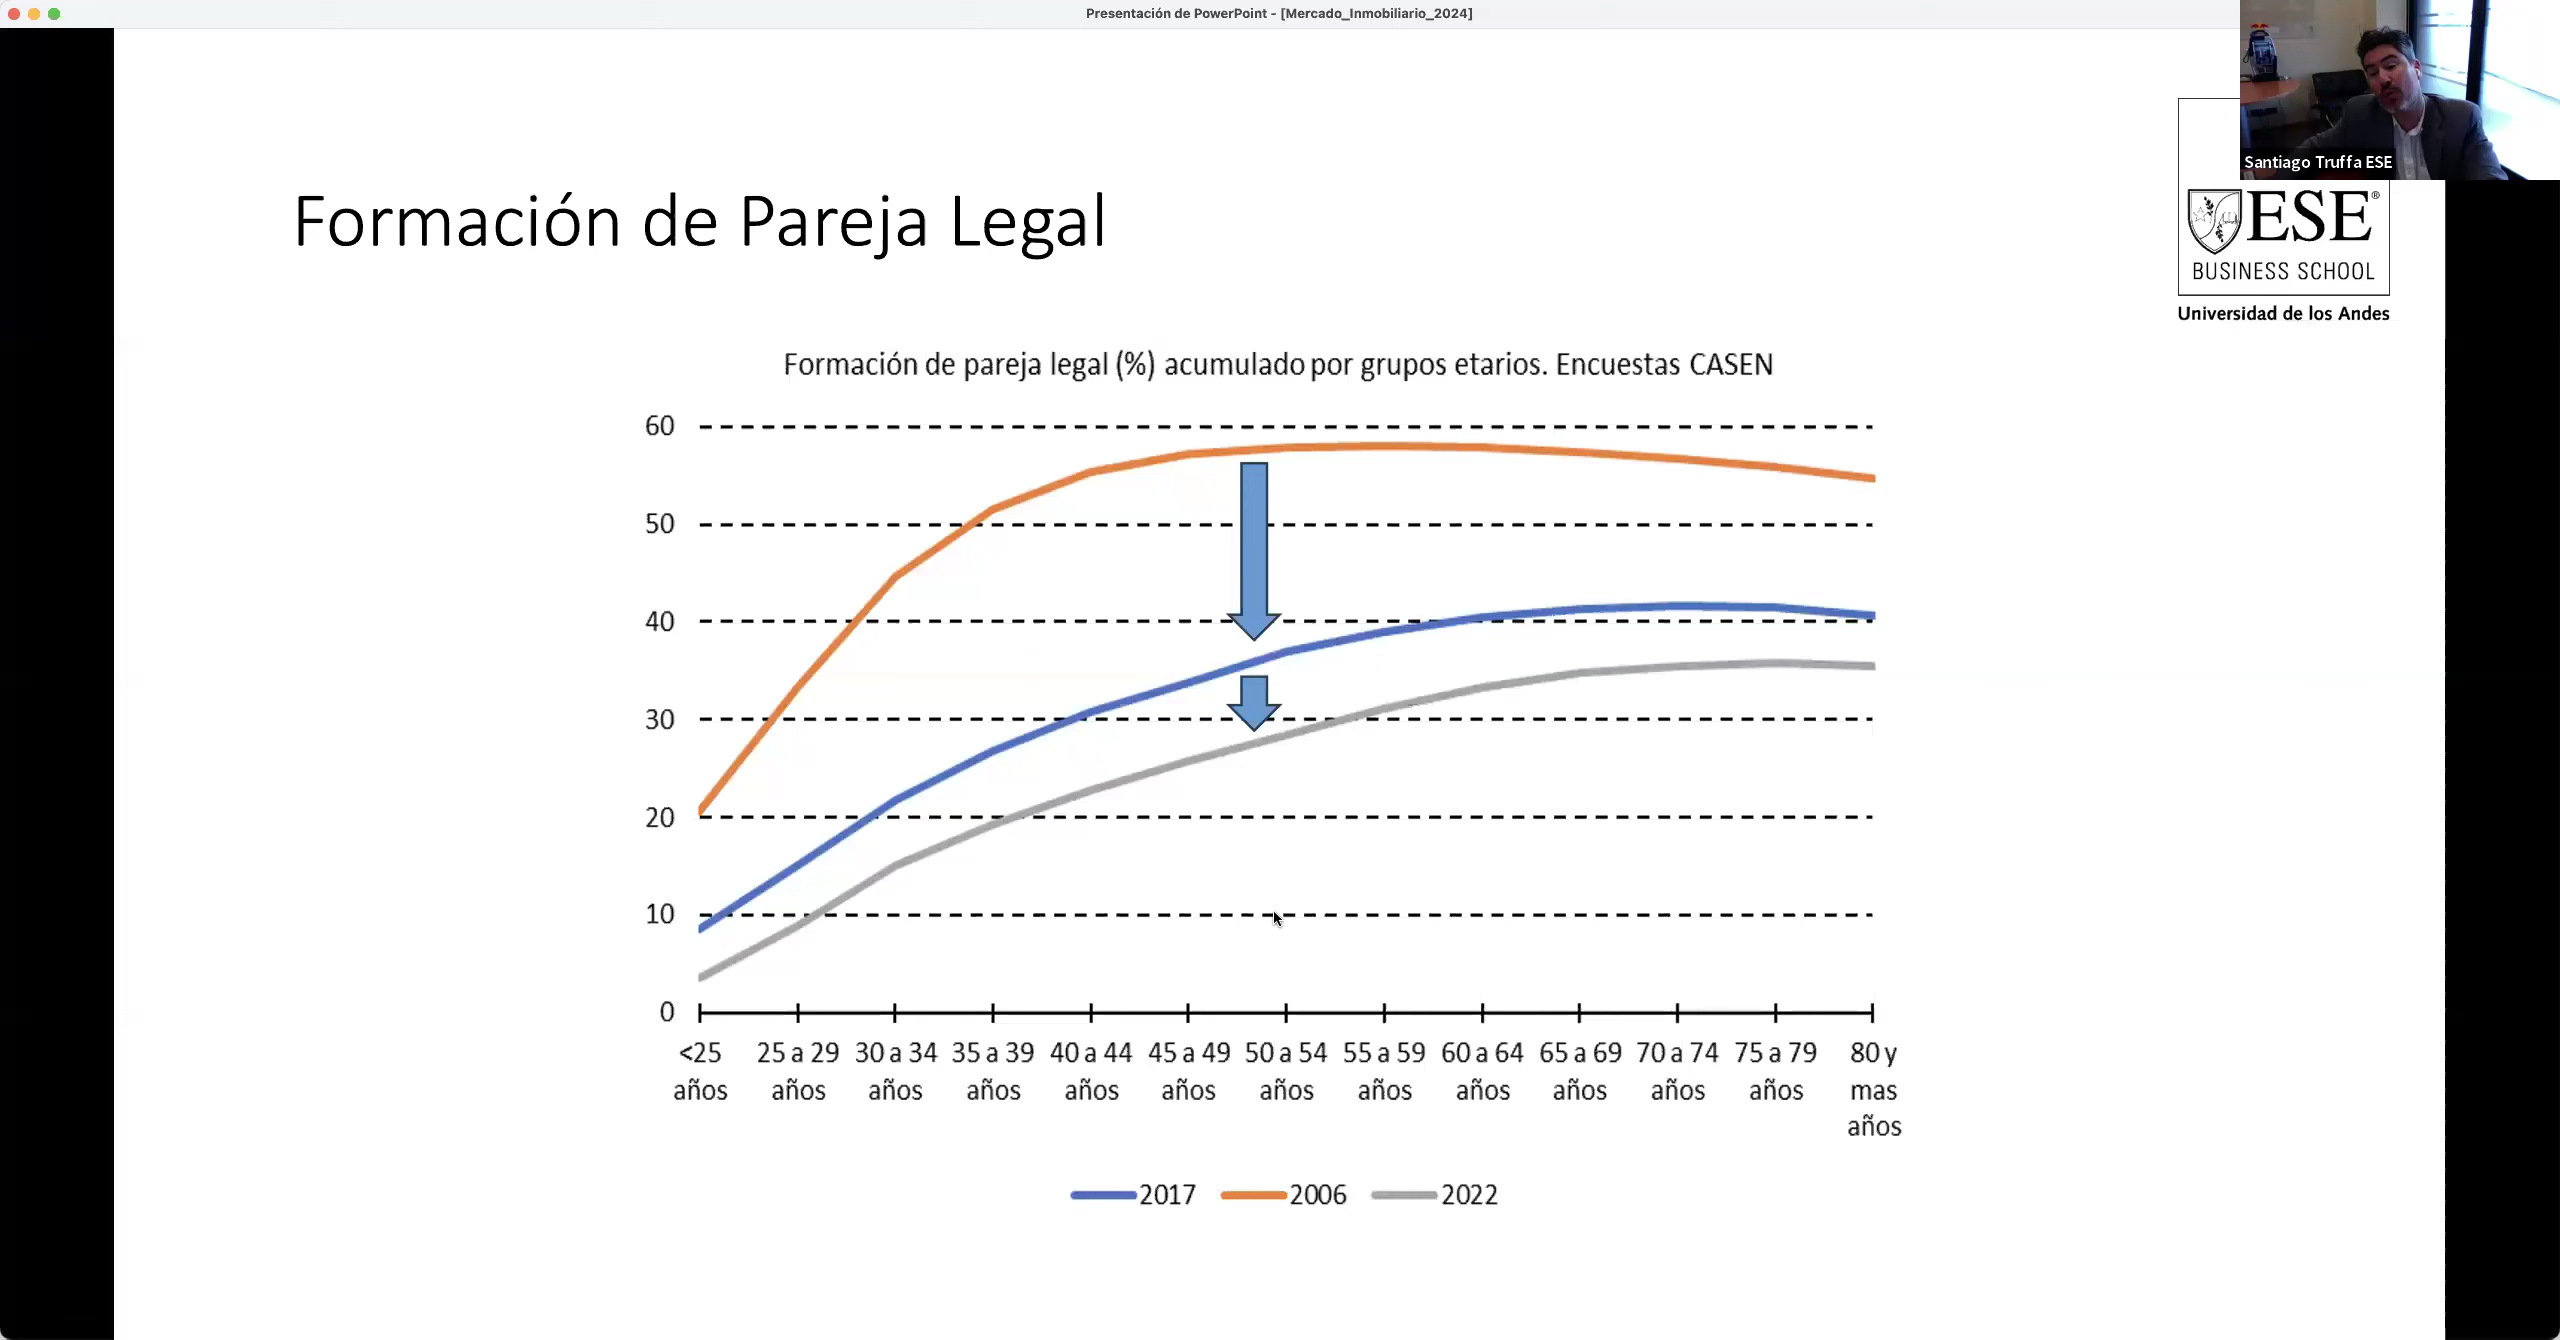 Presentación de PowerPoint - [Mercado_Inmobiliario_2024]
Santiago Truffa ESE
Formación de Pareja Legal
ESE®
BUSINESS SCHOOL
Universidad de los Andes
Formación de pareja legal (%) acumulado por grupos etarios. Encuestas CASEN
60
50
40
30
20
10
0
<25 años
25 a 29 años
30 a 34 años
35 a 39 años
40 a 44 años
45 a 49 años
50 a 54 años
55 a 59 años
60 a 64 años
65 a 69 años
70 a 74 años
75 a 79 años
80 y mas años
2017 2006 2022